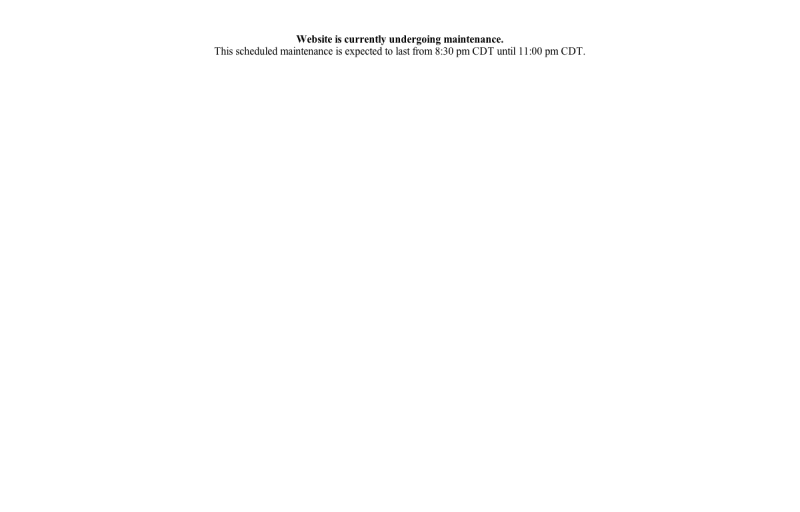 Website is currently undergoing maintenance.
This scheduled maintenance is expected to last from 8:30 pm CDT until 11:00 pm CDT.